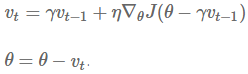 v_t = γv_{t−1} + η∇_θJ(θ − γv_{t−1})
θ = θ − v_t.